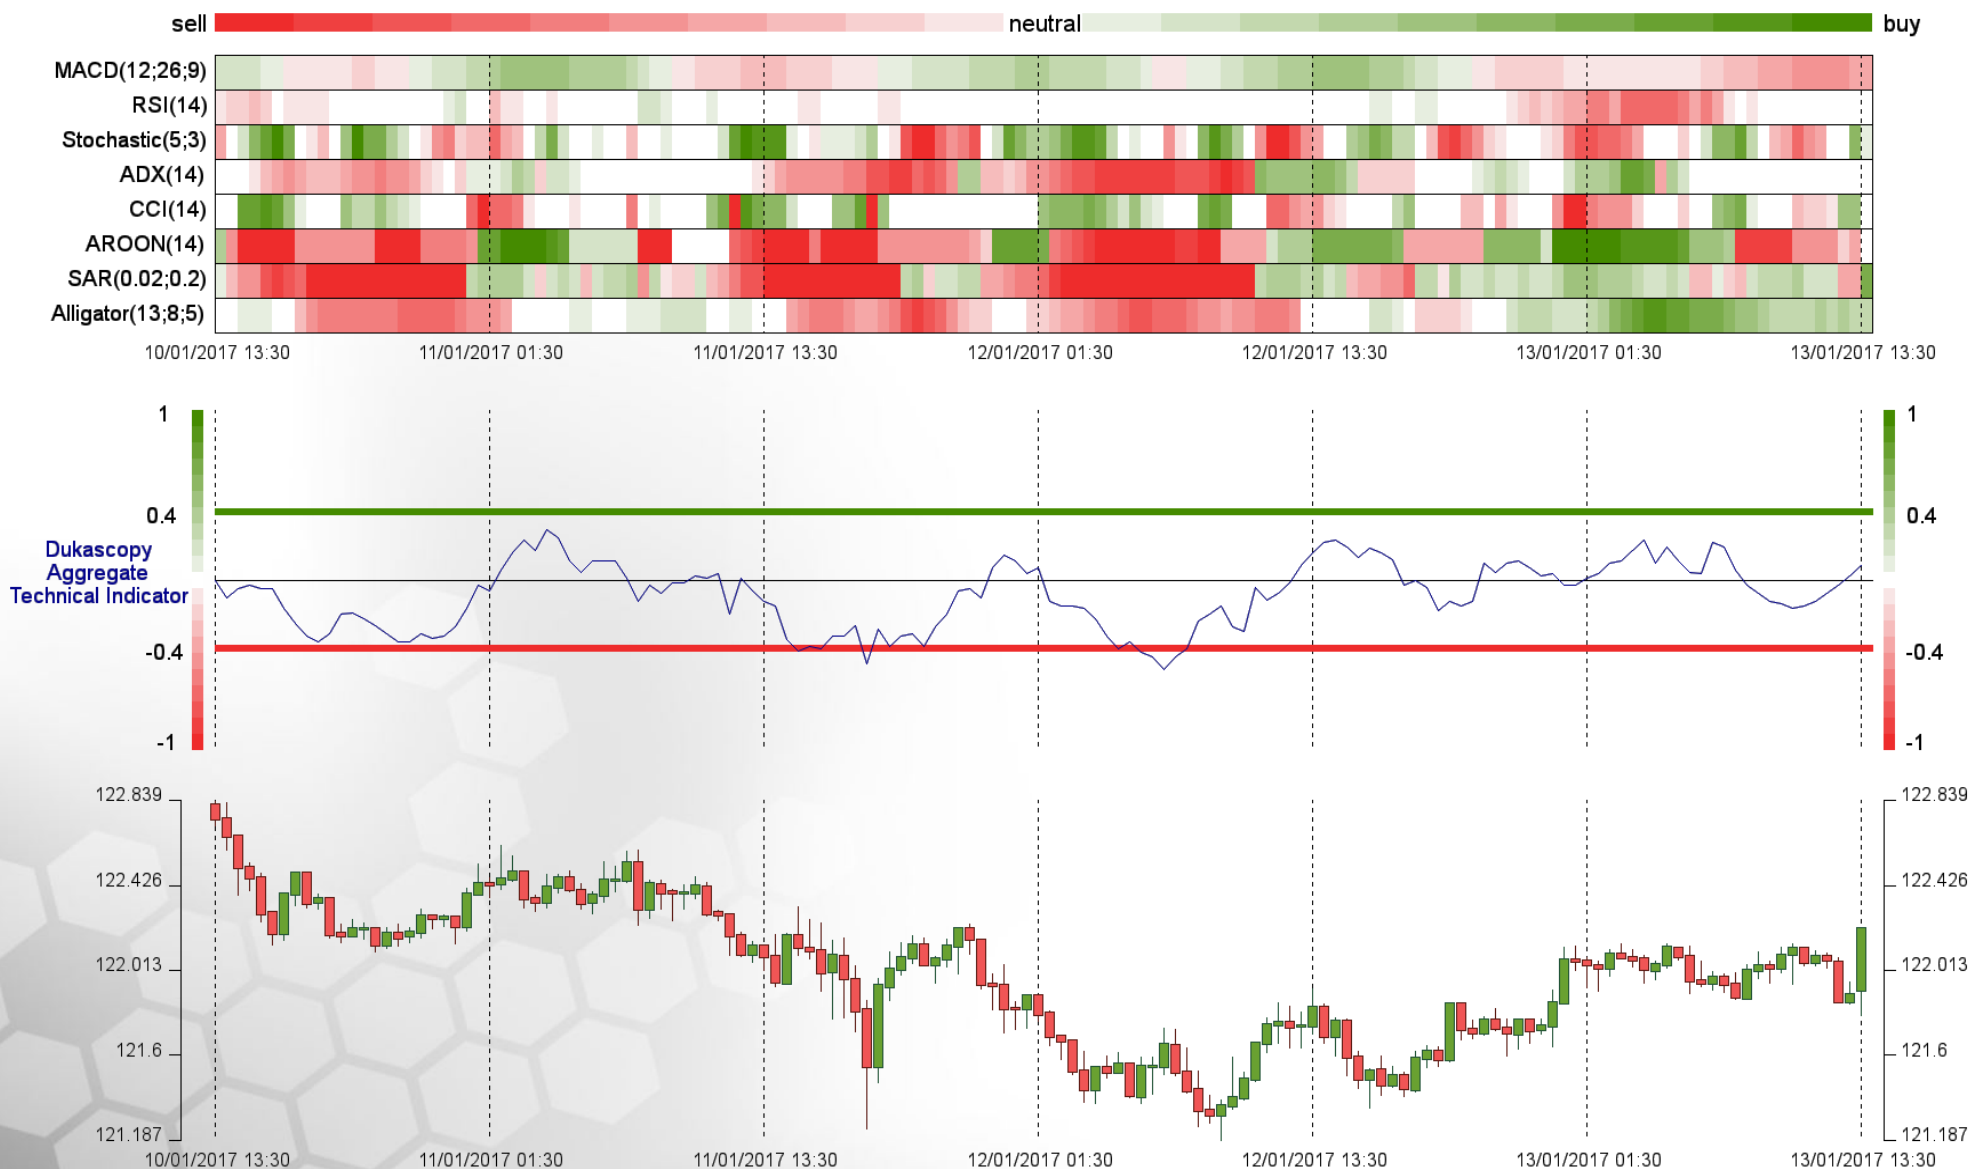 sell neutral buy
MACD(12;26;9)
RSI(14)
Stochastic(5;3)
ADX(14)
CCI(14)
AROON(14)
SAR(0.02;0.2)
Alligator(13;8;5)
10/01/2017 13:30 11/01/2017 01:30 11/01/2017 13:30 12/01/2017 01:30 12/01/2017 13:30 13/01/2017 01:30 13/01/2017 13:30
1 1
0.4 0.4
Dukascopy
Aggregate
Technical Indicator
-0.4 -0.4
-1 -1
122.839 122.839
122.426 122.426
122.013 122.013
121.6 121.6
121.187 121.187
10/01/2017 13:30 11/01/2017 01:30 11/01/2017 13:30 12/01/2017 01:30 12/01/2017 13:30 13/01/2017 01:30 13/01/2017 13:30